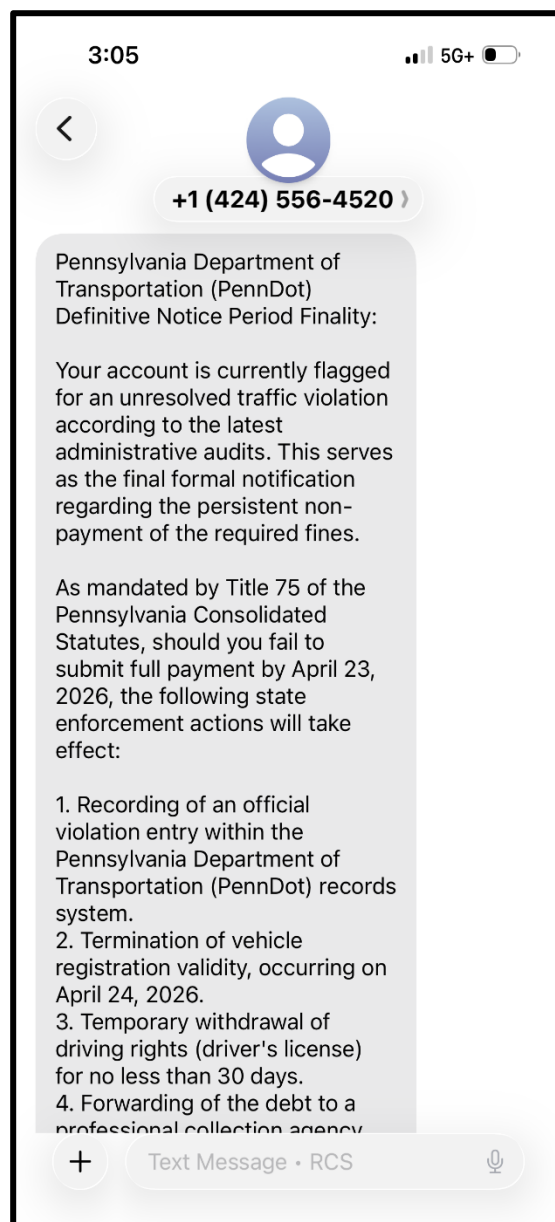 3:05
5G+
+1 (424) 556-4520
Pennsylvania Department of
Transportation (PennDot)
Definitive Notice Period Finality:
Your account is currently flagged
for an unresolved traffic violation
according to the latest
administrative audits. This serves
as the final formal notification
regarding the persistent non-
payment of the required fines.
As mandated by Title 75 of the
Pennsylvania Consolidated
Statutes, should you fail to
submit full payment by April 23,
2026, the following state
enforcement actions will take
effect:
1. Recording of an official
violation entry within the
Pennsylvania Department of
Transportation (PennDot) records
system.
2. Termination of vehicle
registration validity, occurring on
April 24, 2026.
3. Temporary withdrawal of
driving rights (driver's license)
for no less than 30 days.
4. Forwarding of the debt to a
professional collection agency
Text Message • RCS